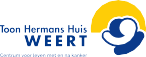 Toon Hermans Huis
WEERT
Centrum voor leven met en na kanker